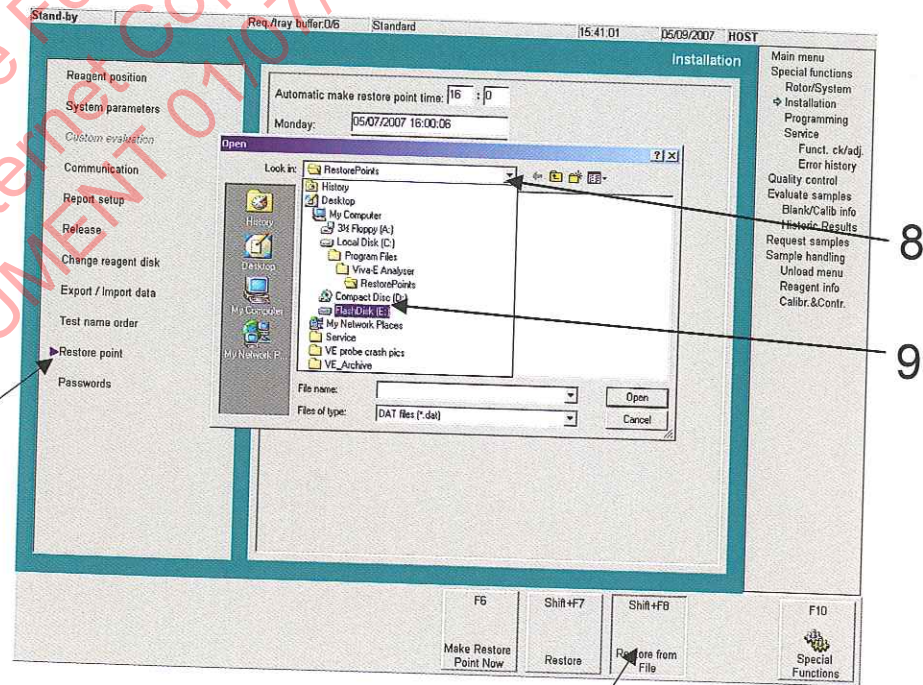 Stand-by
Req./tray buffer:0/6
Standard
15:41:01
05/09/2007
HOST
Installation
Reagent position
System parameters
Custom evaluation
Communication
Report setup
Release
Change reagent disk
Export / Import data
Test name order
Restore point
Passwords
Automatic make restore point time: 16 : 0
Monday: 05/07/2007 16:00:06
Open
Look in: RestorePoints
History
Desktop
My Computer
3½ Floppy (A:)
Local Disk (C:)
Program Files
Viva-E Analyser
RestorePoints
Compact Disc (D:)
FlashDisk (E:)
My Network Places
Service
VE probe crash pics
VE_Archive
History
Desktop
My Computer
My Network P...
File name:
Open
Files of type: DAT files (*.dat)
Cancel
Main menu
Special functions
Rotor/System
Installation
Programming
Service
Funct. ck/adj.
Error history
Quality control
Evaluate samples
Blank/Calib info
Historic Results
Request samples
Sample handling
Unload menu
Reagent info
Calibr.&Contr.
8
9
F6
Make Restore
Point Now
Shift+F7
Restore
Shift+F8
Restore from
File
F10
Special
Functions
01/07/